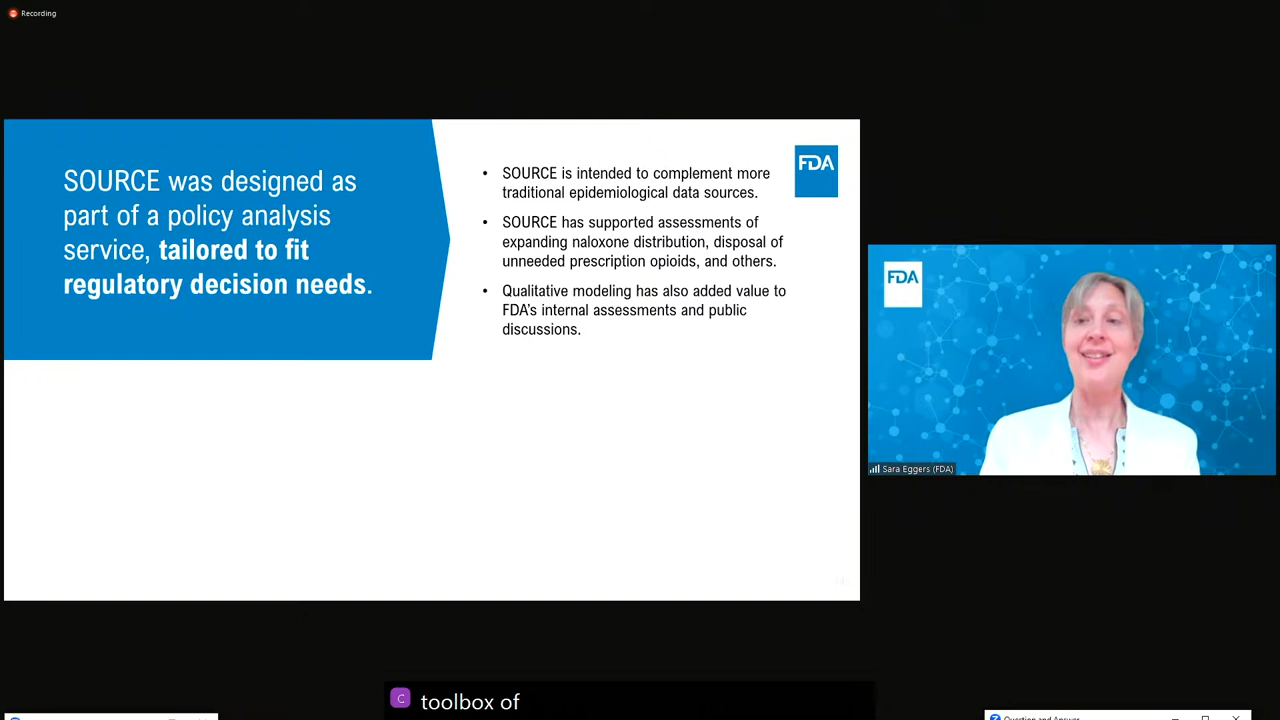 Recording
SOURCE was designed as
part of a policy analysis
service, tailored to fit
regulatory decision needs.
FDA
• SOURCE is intended to complement more
traditional epidemiological data sources.
• SOURCE has supported assessments of
expanding naloxone distribution, disposal of
unneeded prescription opioids, and others.
• Qualitative modeling has also added value to
FDA's internal assessments and public
discussions.
FDA
Sara Eggers (FDA)
C
toolbox of
Question and Answer